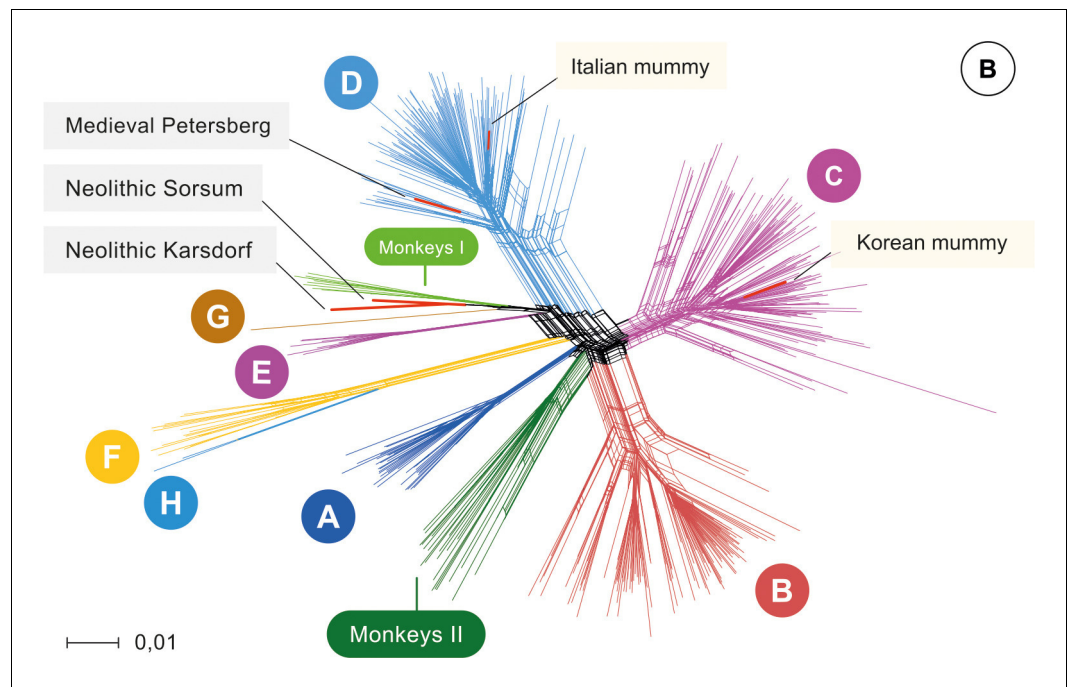 Italian mummy
B
D
Medieval Petersberg
C
Neolithic Sorsum
Korean mummy
Neolithic Karsdorf
Monkeys I
G
E
F
H
A
B
Monkeys II
0,01